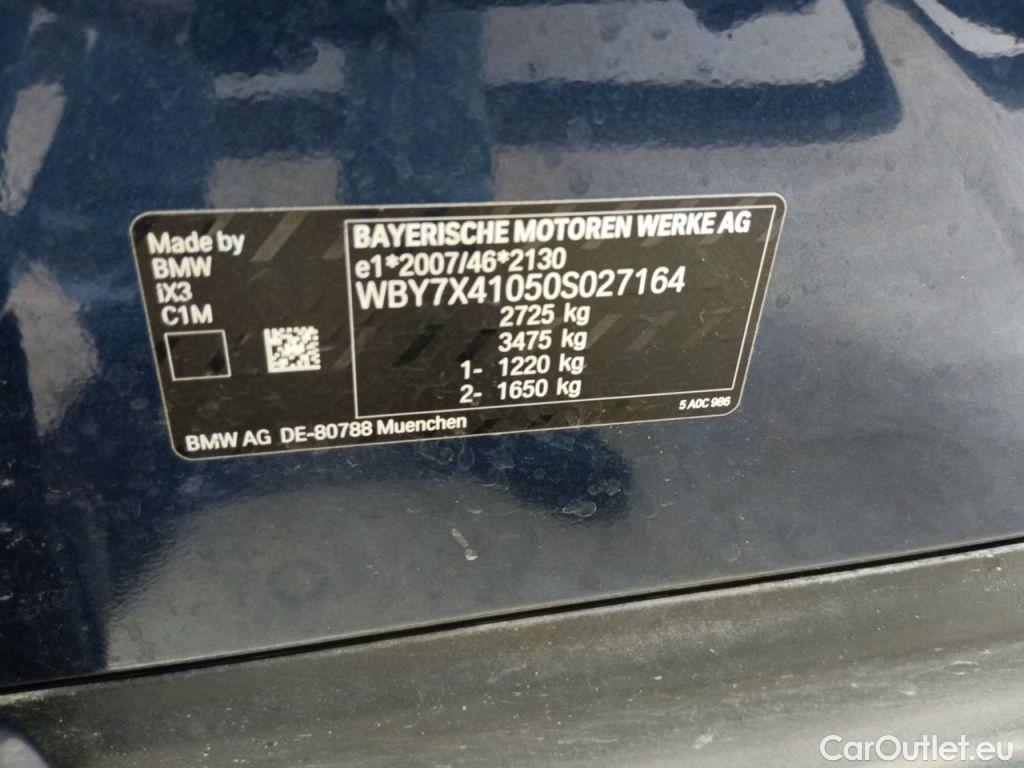 Made by
BMW
iX3
C1M
BAYERISCHE MOTOREN WERKE AG
e1*2007/46*2130
WBY7X41050S027164
2725 kg
3475 kg
1- 1220 kg
2- 1650 kg
5 A0C 986
BMW AG DE-80788 Muenchen
CarOutlet.eu